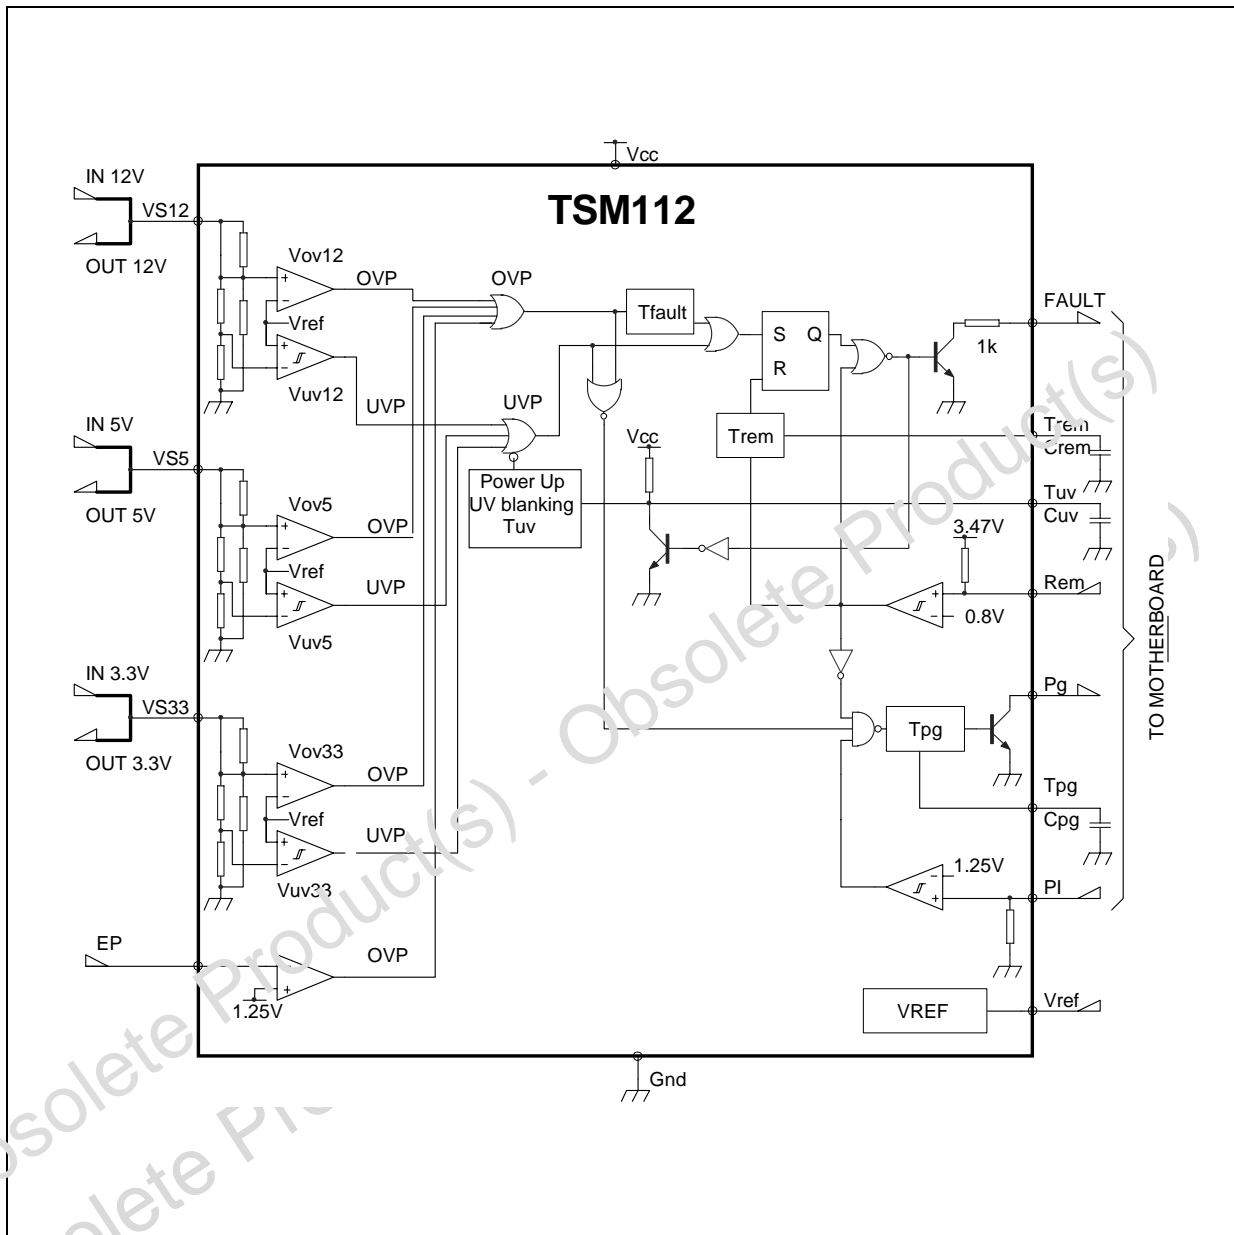 Vcc
TSM112
IN 12V
VS12
OUT 12V
Vov12
OVP
Vref
Vuv12
UVP
OVP
Tfault
S Q
R
FAULT
1k
IN 5V
VS5
OUT 5V
Vov5
OVP
Vref
UVP
Vuv5
UVP
Vcc
Power Up
UV blanking
Tuv
Trem
Trem
Crem
Tuv
Cuv
3.47V
Rem
0.8V
IN 3.3V
VS33
OUT 3.3V
Vov33
OVP
Vref
UVP
Vuv33
Tpg
Pg
Tpg
Cpg
1.25V
PI
TO MOTHERBOARD
EP
OVP
1.25V
VREF
Vref
Gnd
Obsolete Product(s) - Obsolete Product(s)